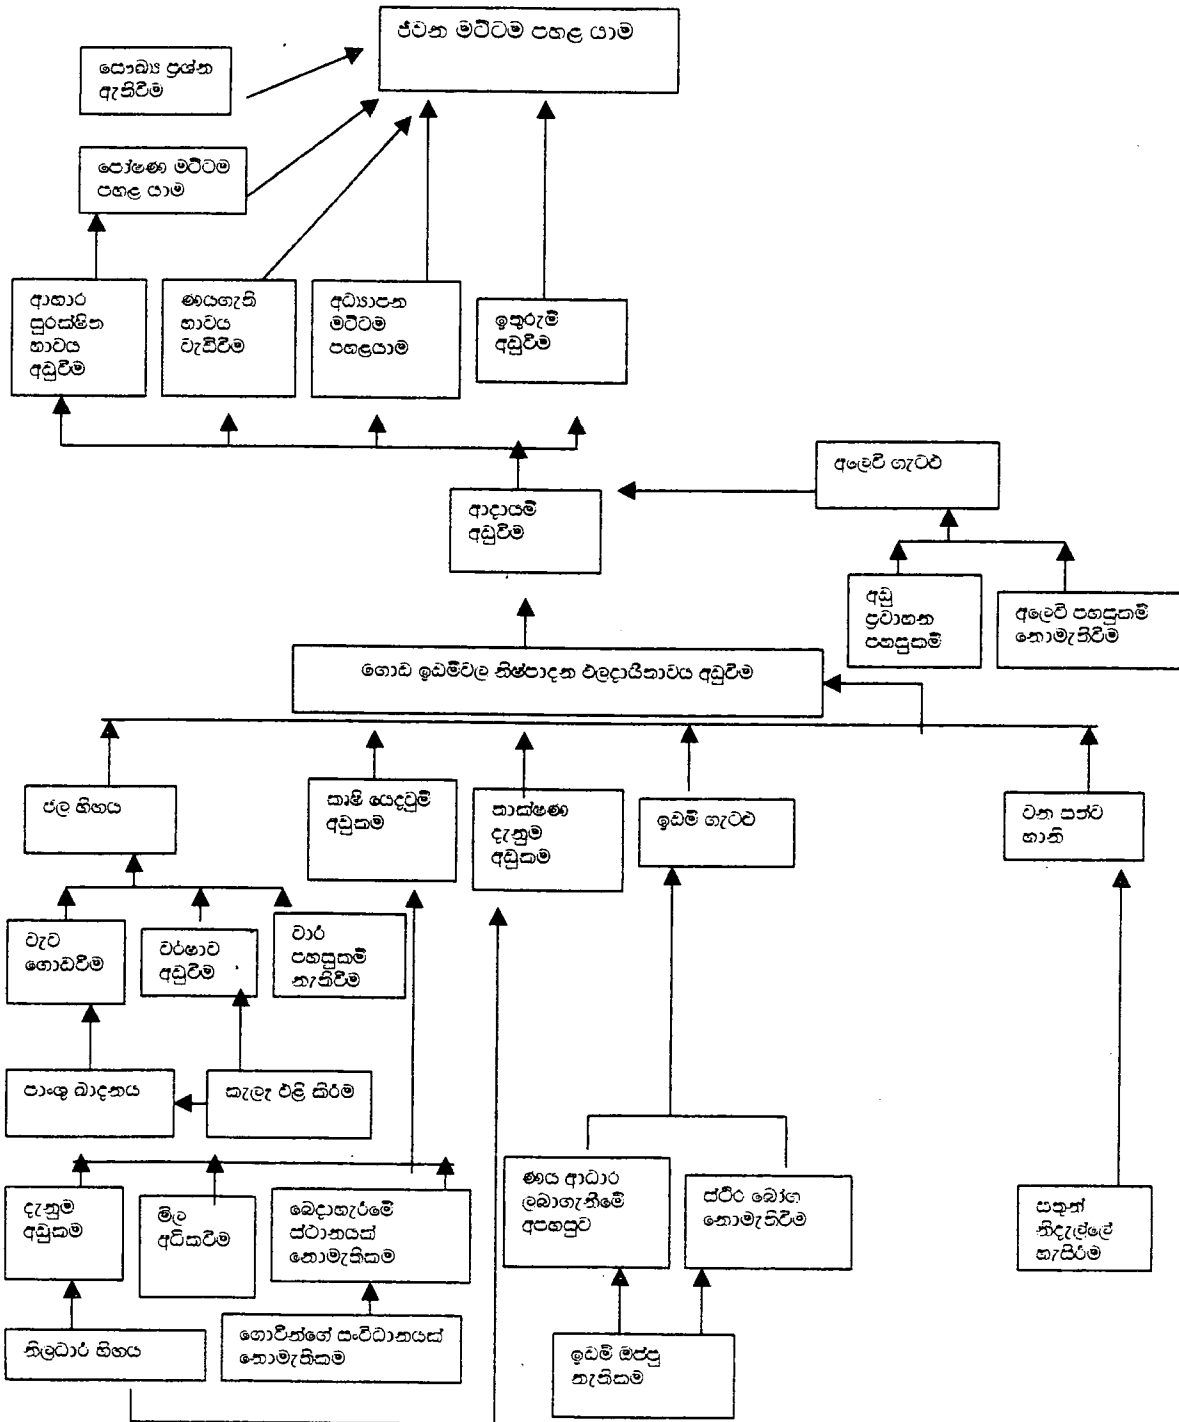 ජීවන මට්ටම පහළ යාම
සෞඛ්‍ය ප්‍රශ්න
ඇතිවීම
පෝෂණ මට්ටම
පහළ යාම
ආහාර
සුරක්ෂිත
භාවය
අඩුවීම
ණයගැති
භාවය
වැඩිවීම
අධ්‍යාපන
මට්ටම
පහළයාම
ඉතුරුම්
අඩුවීම
අලෙවි ගැටළු
ආදායම්
අඩුවීම
අඩු
ප්‍රවාහන
පහසුකම්
අලෙවි පහසුකම්
නොමැතිවීම
ගොඩ ඉඩම්වල නිෂ්පාදන ඵලදායීතාවය අඩුවීම
ජල හිඟය
කෘෂි යෙදවුම්
අඩුකම
තාක්ෂණ
දැනුම
අඩුකම
ඉඩම් ගැටළු
වන සත්ව
හානි
වැව
ගොඩවීම
වර්ෂාව
අඩුවීම
වාරි
පහසුකම්
නැතිවීම
පාංශු ඛාදනය
කැලෑ එළි කිරීම
දැනුම
අඩුකම
මිල
අධිකවීම
බෙදාහැරීමේ
ස්ථානයක්
නොමැතිකම
ණය ආධාර
ලබාගැනීමේ
අපහසුව
ස්ථිර බෝග
නොමැතිවීම
සතුන්
නිදැල්ලේ
හැසිරීම
නිලධාරී හිඟය
ගොවීන්ගේ සංවිධානයක්
නොමැතිකම
ඉඩම් ඔප්පු
නැතිකම